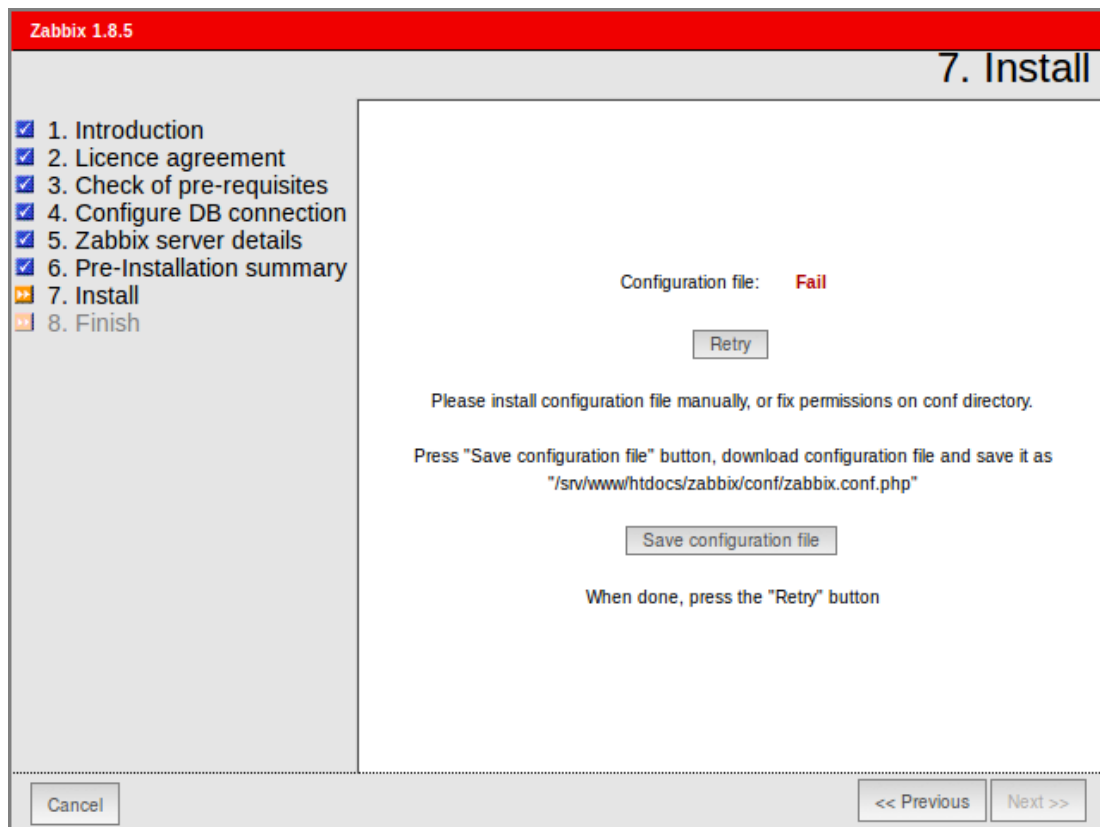 Zabbix 1.8.5
7. Install
1. Introduction
2. Licence agreement
3. Check of pre-requisites
4. Configure DB connection
5. Zabbix server details
6. Pre-Installation summary
7. Install
8. Finish
Configuration file: Fail
Retry
Please install configuration file manually, or fix permissions on conf directory.
Press "Save configuration file" button, download configuration file and save it as
"/srv/www/htdocs/zabbix/conf/zabbix.conf.php"
Save configuration file
When done, press the "Retry" button
Cancel
<< Previous
Next >>